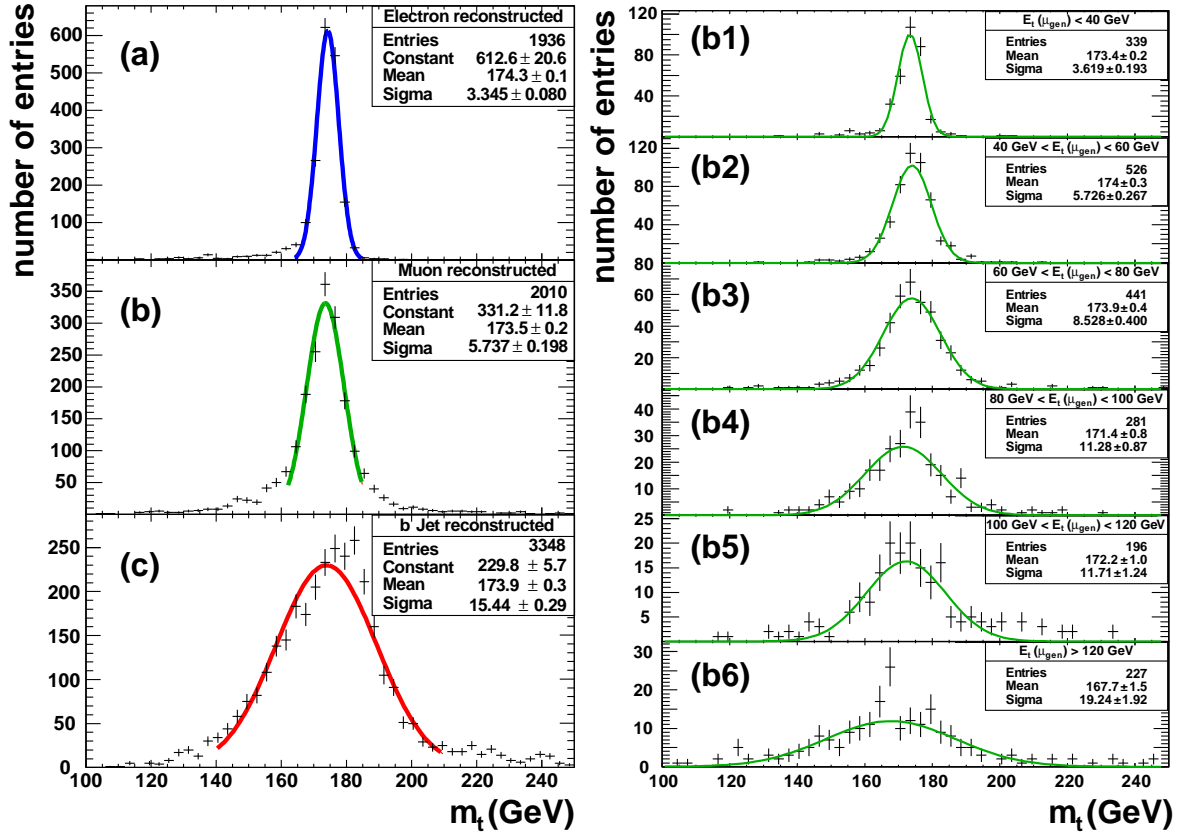 number of entries
(a)
Electron reconstructed
Entries 1936
Constant 612.6 ± 20.6
Mean 174.3 ± 0.1
Sigma 3.345 ± 0.080
600
500
400
300
200
100
(b)
Muon reconstructed
Entries 2010
Constant 331.2 ± 11.8
Mean 173.5 ± 0.2
Sigma 5.737 ± 0.198
350
300
250
200
150
100
50
(c)
b Jet reconstructed
Entries 3348
Constant 229.8 ± 5.7
Mean 173.9 ± 0.3
Sigma 15.44 ± 0.29
250
200
150
100
50
0
100 120 140 160 180 200 220 240
m_t (GeV)
number of entries
(b1)
E_t (μ_gen) < 40 GeV
Entries 339
Mean 173.4±0.2
Sigma 3.619±0.193
120
80
40
0
(b2)
40 GeV < E_t (μ_gen) < 60 GeV
Entries 526
Mean 174±0.3
Sigma 5.726±0.267
120
80
40
0
(b3)
60 GeV < E_t (μ_gen) < 80 GeV
Entries 441
Mean 173.9±0.4
Sigma 8.528±0.400
80
60
40
20
0
(b4)
80 GeV < E_t (μ_gen) < 100 GeV
Entries 281
Mean 171.4±0.8
Sigma 11.28±0.87
40
30
20
10
0
(b5)
100 GeV < E_t (μ_gen) < 120 GeV
Entries 196
Mean 172.2±1.0
Sigma 11.71±1.24
25
20
15
10
5
0
(b6)
E_t (μ_gen) > 120 GeV
Entries 227
Mean 167.7±1.5
Sigma 19.24±1.92
30
20
10
0
100 120 140 160 180 200 220 240
m_t (GeV)